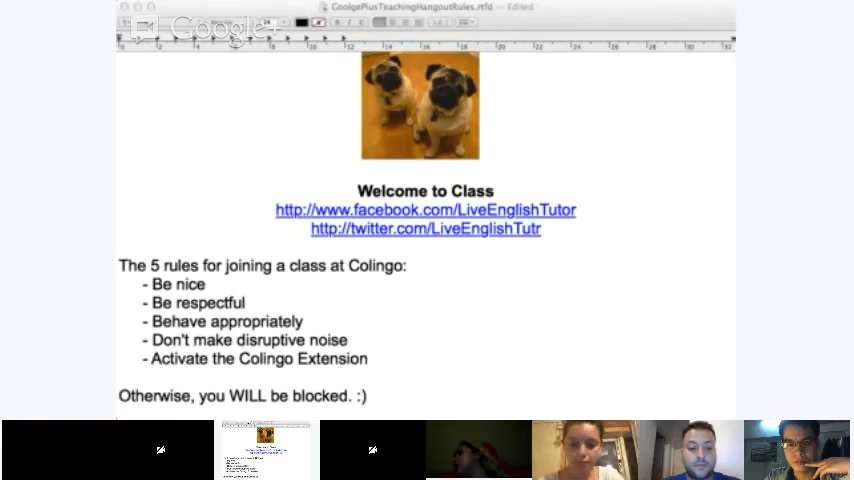 GoolgePlusTeachingHangoutRules.rtfd — Edited
Google+
Welcome to Class
http://www.facebook.com/LiveEnglishTutor
http://twitter.com/LiveEnglishTutr
The 5 rules for joining a class at Colingo:
- Be nice
- Be respectful
- Behave appropriately
- Don't make disruptive noise
- Activate the Colingo Extension
Otherwise, you WILL be blocked. :)